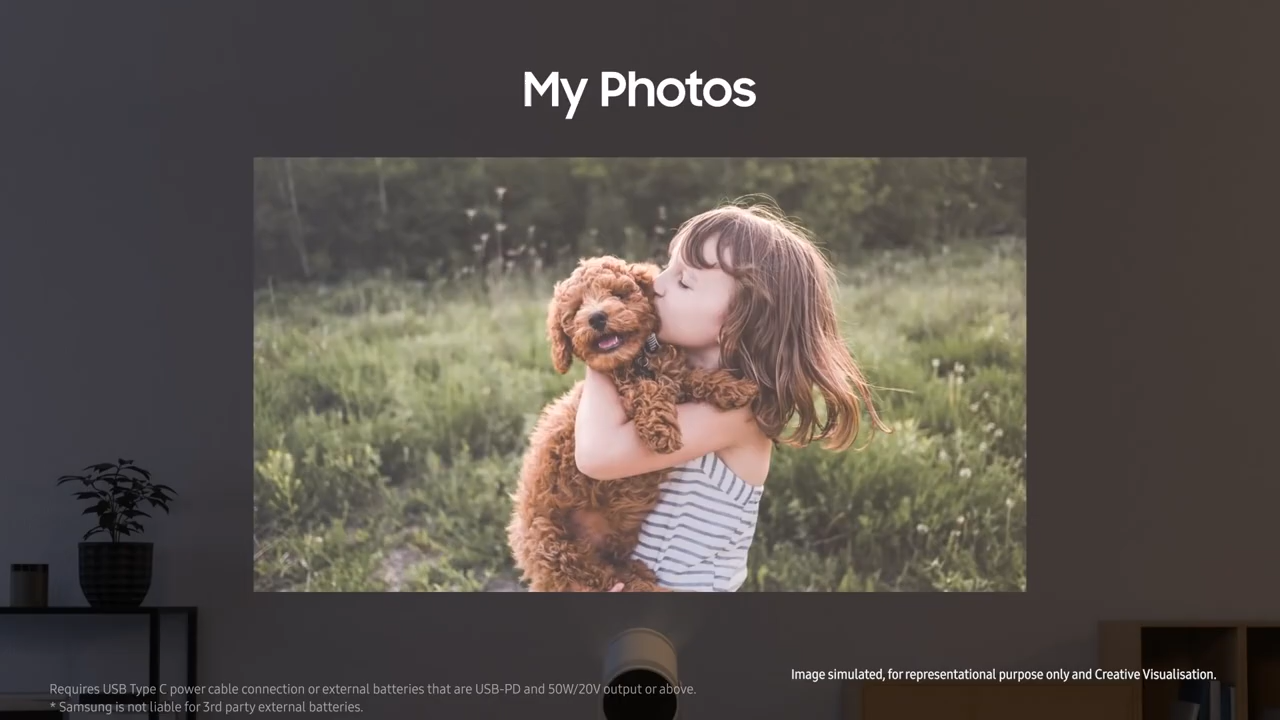 My Photos
Image simulated, for representational purpose only and Creative Visualisation.
Requires USB Type C power cable connection or external batteries that are USB-PD and 50W/20V output or above.
* Samsung is not liable for 3rd party external batteries.